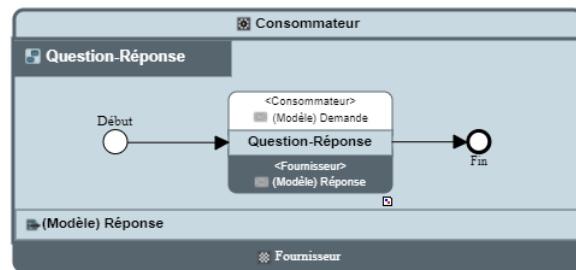 Consommateur
Question-Réponse
<Consommateur>
(Modèle) Demande
Début
Question-Réponse
<Fournisseur>
(Modèle) Réponse
Fin
(Modèle) Réponse
Fournisseur